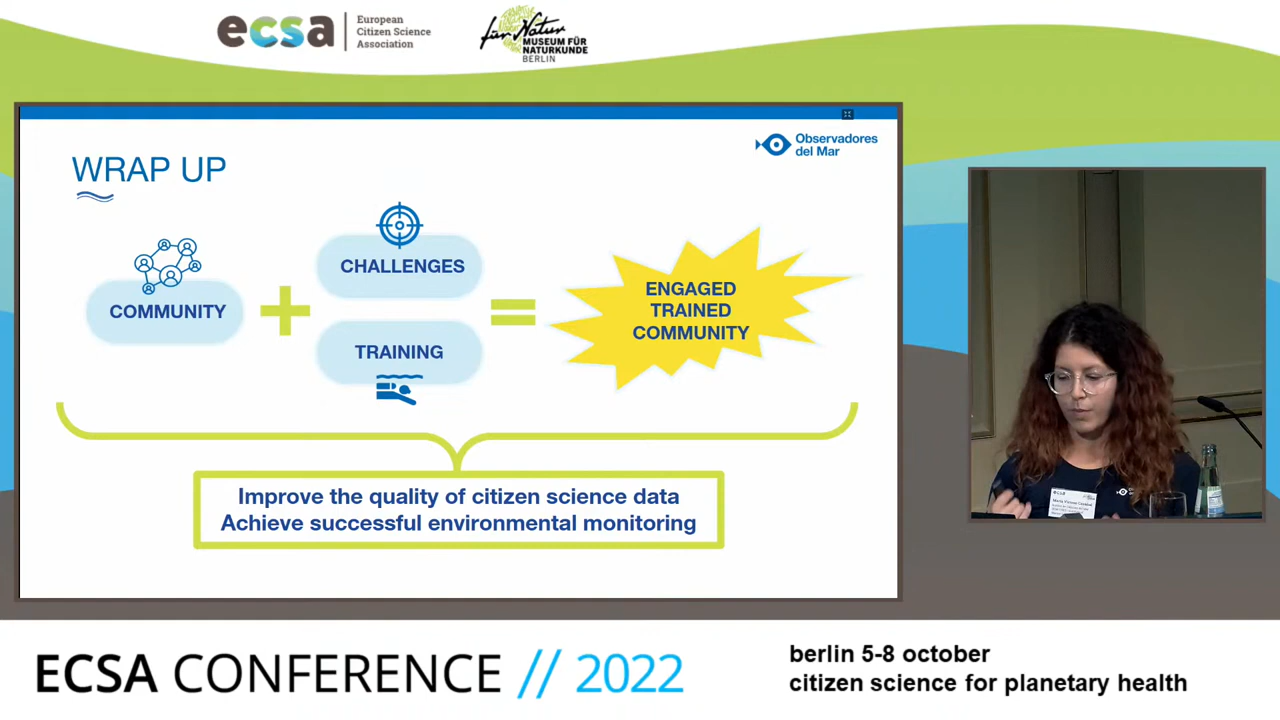 ecsa
European
Citizen Science
Association
für Natur
MUSEUM FÜR
NATURKUNDE
BERLIN
Observadores
del Mar
WRAP UP
COMMUNITY
CHALLENGES
TRAINING
ENGAGED
TRAINED
COMMUNITY
Improve the quality of citizen science data
Achieve successful environmental monitoring
ecsa
ECSA CONFERENCE // 2022
berlin 5-8 october
citizen science for planetary health